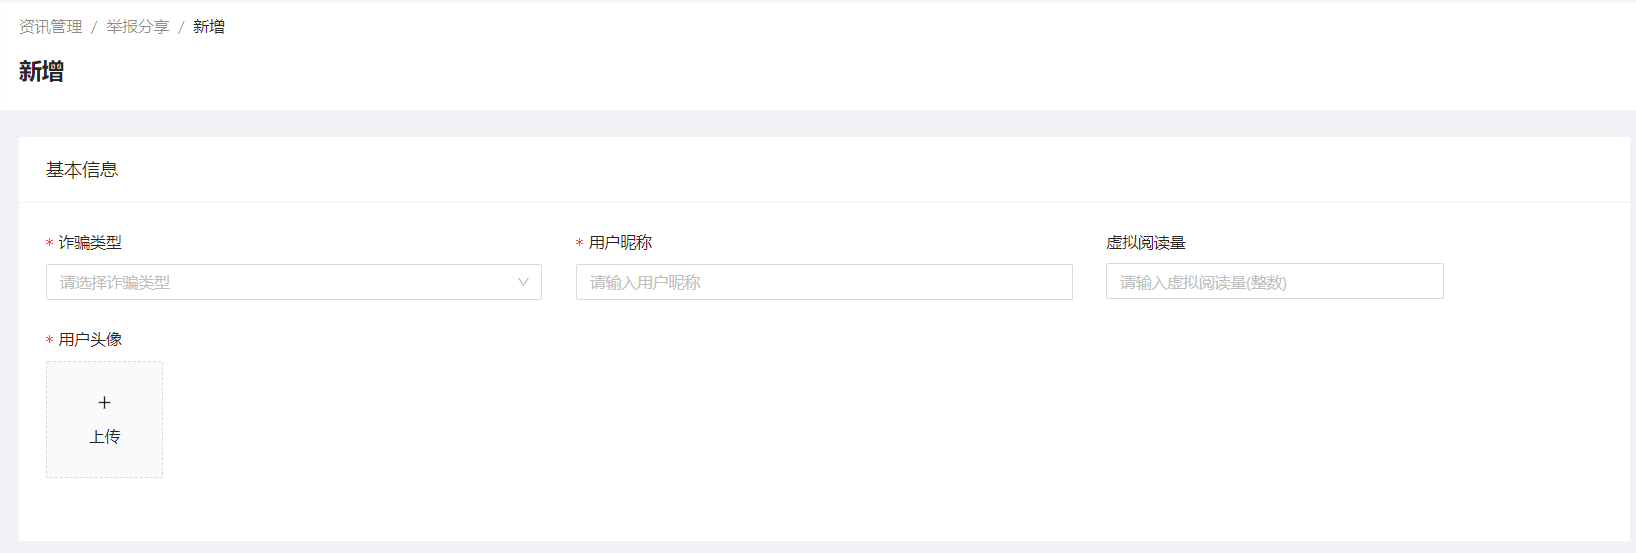 资讯管理 / 举报分享 / 新增
新增
基本信息
* 诈骗类型
请选择诈骗类型
* 用户昵称
请输入用户昵称
虚拟阅读量
请输入虚拟阅读量(整数)
* 用户头像
+
上传